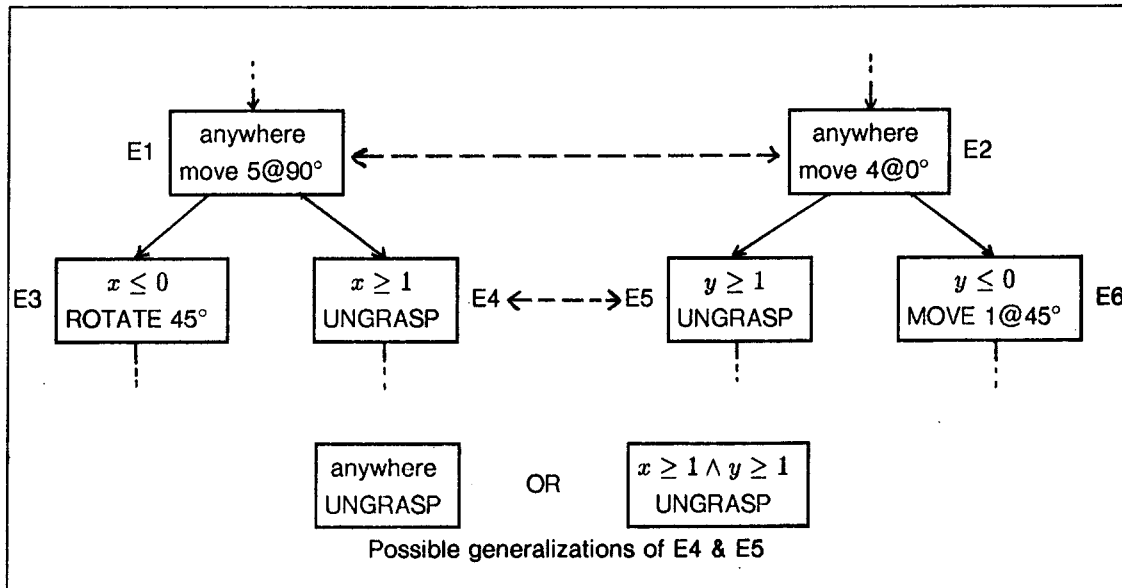 anywhere
move 5@90°
E1
anywhere
move 4@0°
E2
E3
x ≤ 0
ROTATE 45°
x ≥ 1
UNGRASP
E4
E5
y ≥ 1
UNGRASP
y ≤ 0
MOVE 1@45°
E6
anywhere
UNGRASP
OR
x ≥ 1 ∧ y ≥ 1
UNGRASP
Possible generalizations of E4 & E5